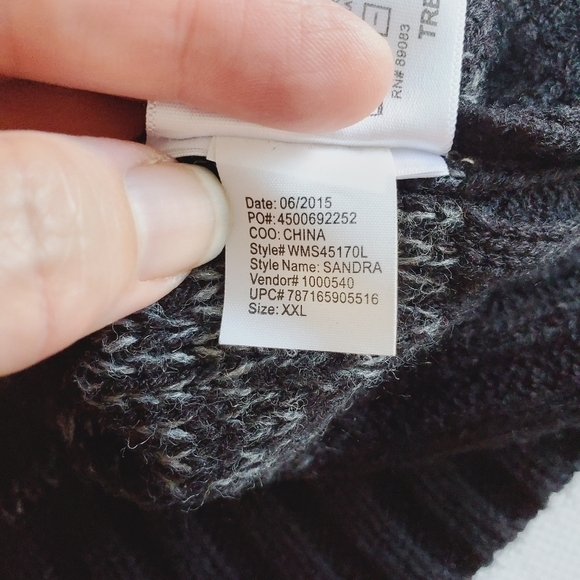 TRE
RN# 89083
Date: 06/2015
PO#: 4500692252
COO: CHINA
Style# WMS45170L
Style Name: SANDRA
Vendor# 1000540
UPC# 787165905516
Size: XXL